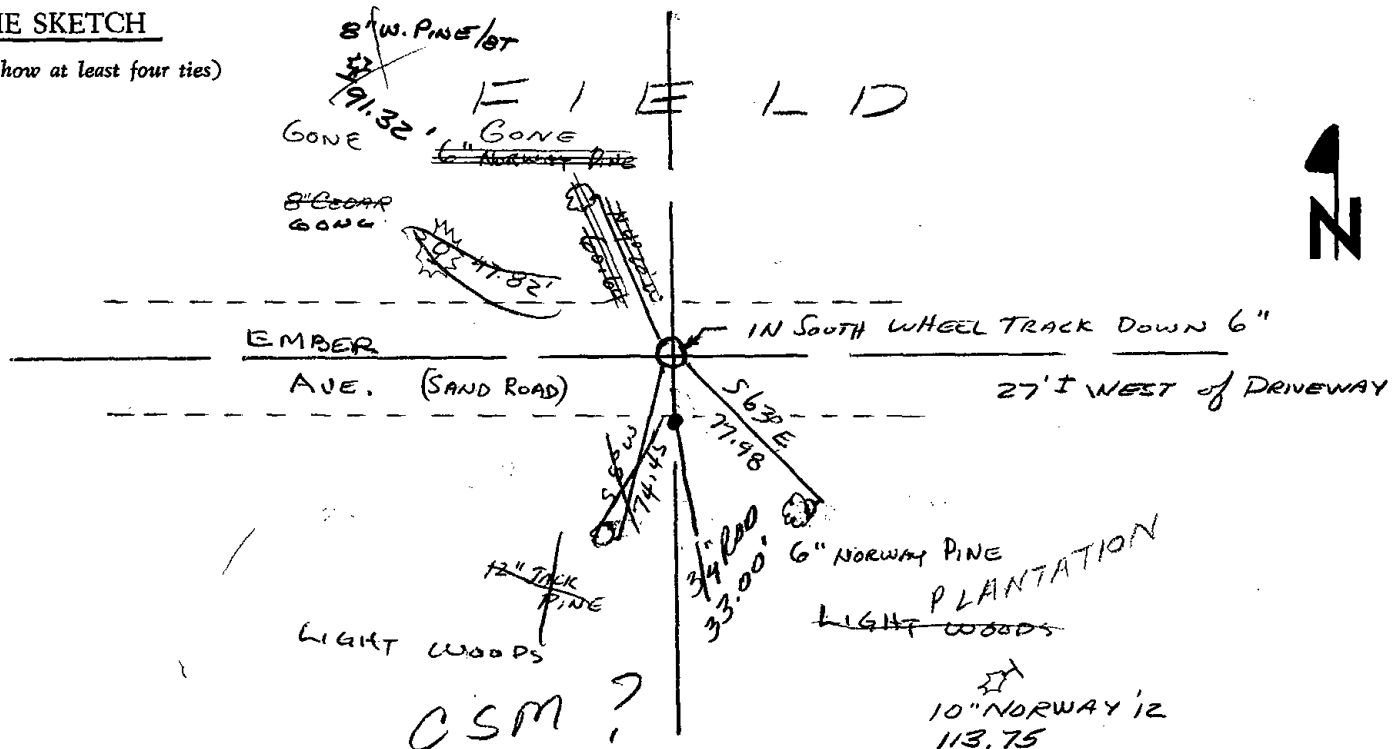 IE SKETCH
how at least four ties)
8" W. PINE/BT
91.32'
FIELD
GONE
GONE
6" NORWAY PINE
8" CEDAR
GONE
47.82'
60.60
N
IN SOUTH WHEEL TRACK DOWN 6"
EMBER
AVE. (SAND ROAD)
27'± WEST of DRIVEWAY
S63°E
77.98
74.45
3/4" ROD
33.00'
6" NORWAY PINE
PLANTATION
LIGHT WOODS
12" JACK
PINE
LIGHT WOODS
CSM ?
10" NORWAY '12
113.75